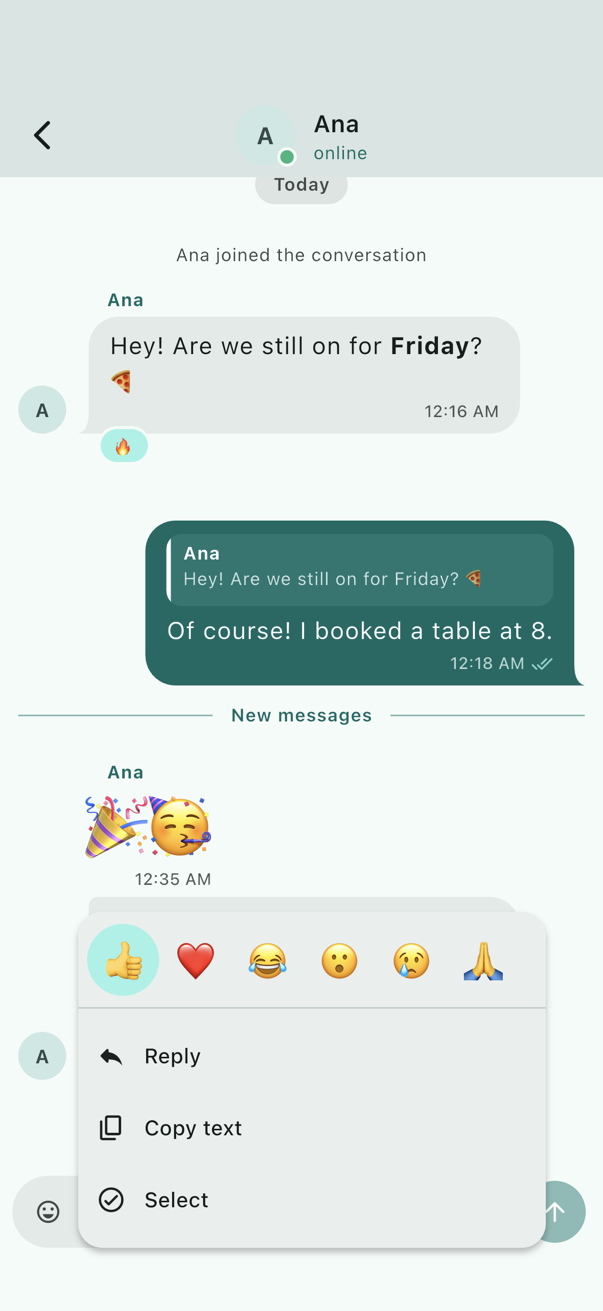 A
Ana
online
Today
Ana joined the conversation
Ana
Hey! Are we still on for Friday?
🍕
12:16 AM
A
🔥
Ana
Hey! Are we still on for Friday? 🍕
Of course! I booked a table at 8.
12:18 AM
New messages
Ana
🎉🥳
12:35 AM
👍❤️😂😮😢🙏
A
Reply
Copy text
Select